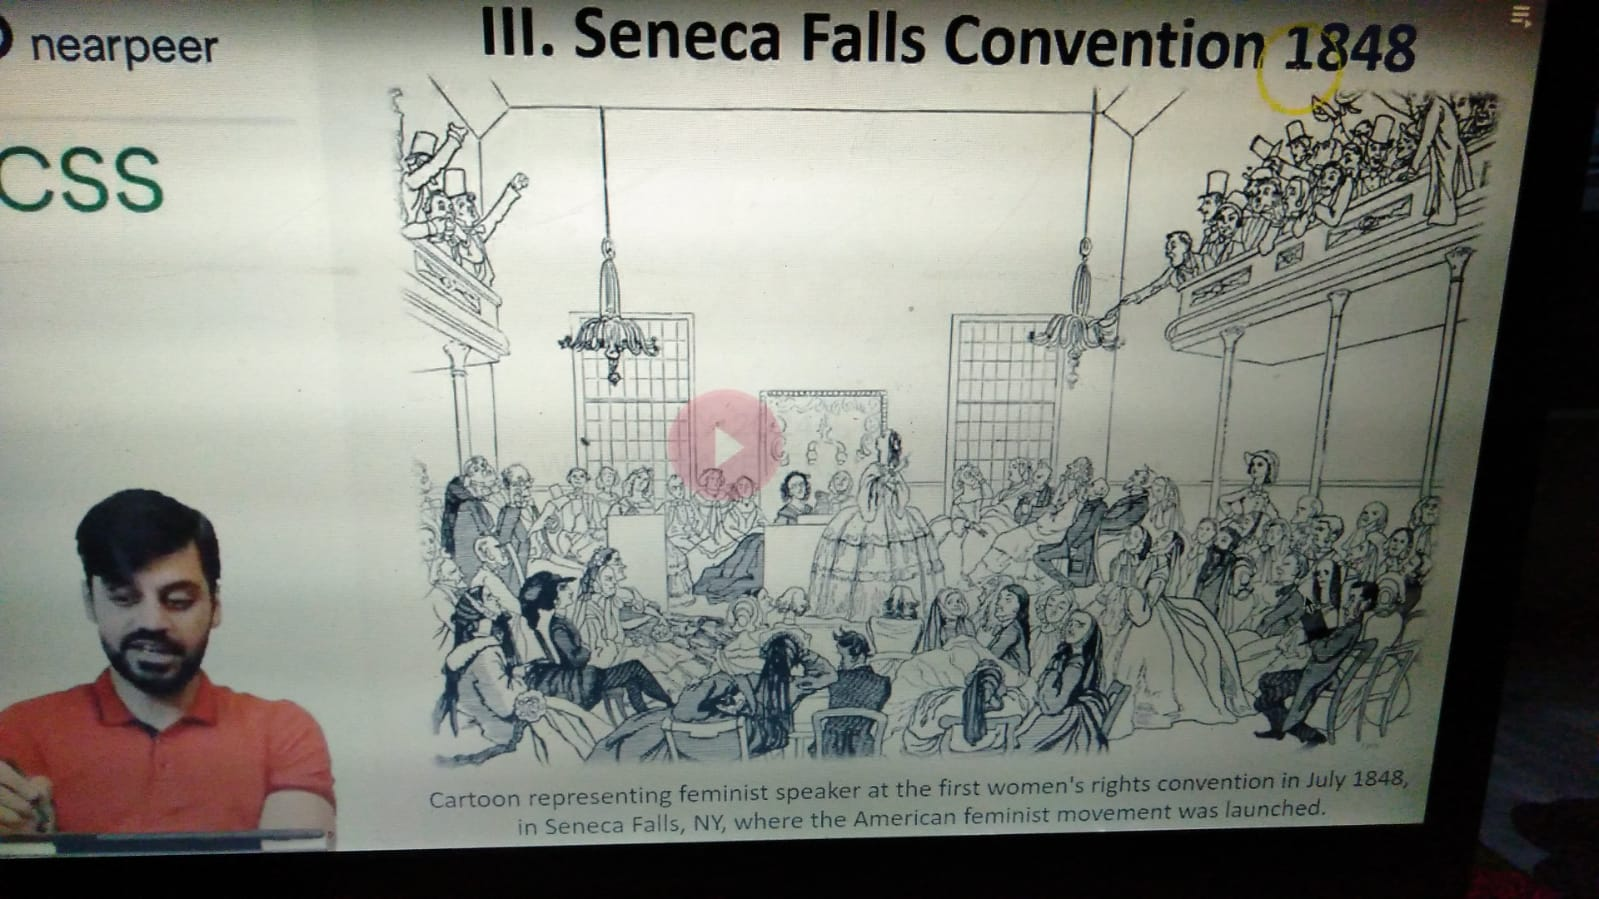 nearpeer
CSS
III. Seneca Falls Convention 1848
Cartoon representing feminist speaker at the first women's rights convention in July 1848,
in Seneca Falls, NY, where the American feminist movement was launched.